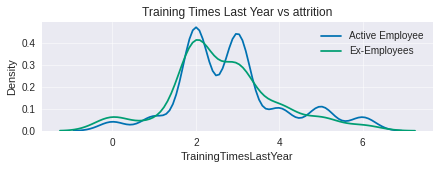 Training Times Last Year vs attrition
Active Employee
Ex-Employees
Density
0.4
0.3
0.2
0.1
0.0
0 2 4 6
TrainingTimesLastYear